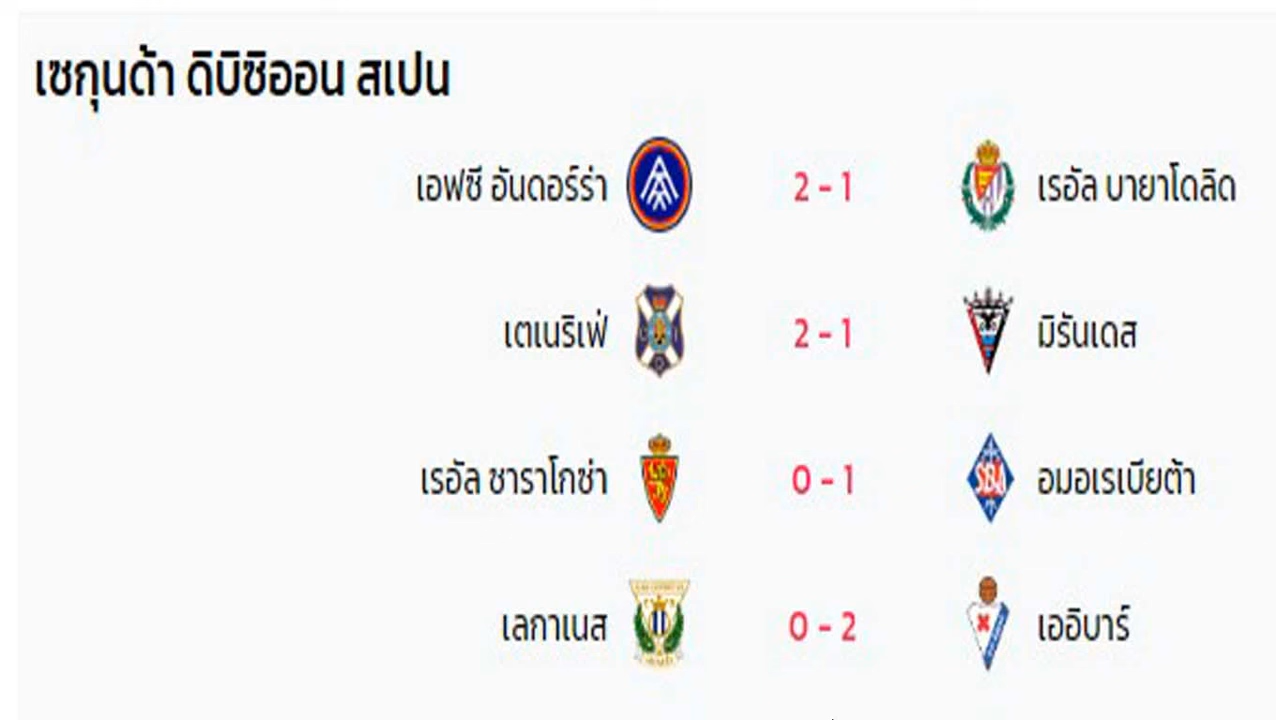 เซกุนด้า ดิบิซิออน สเปน
เอฟซี อันดอร์ร่า 2 - 1 เรอัล บายาโดลิด
เตเนริเฟ่ 2 - 1 มิรันเดส
เรอัล ซาราโกซ่า 0 - 1 อมอเรเบียต้า
เลกาเนส 0 - 2 เออิบาร์